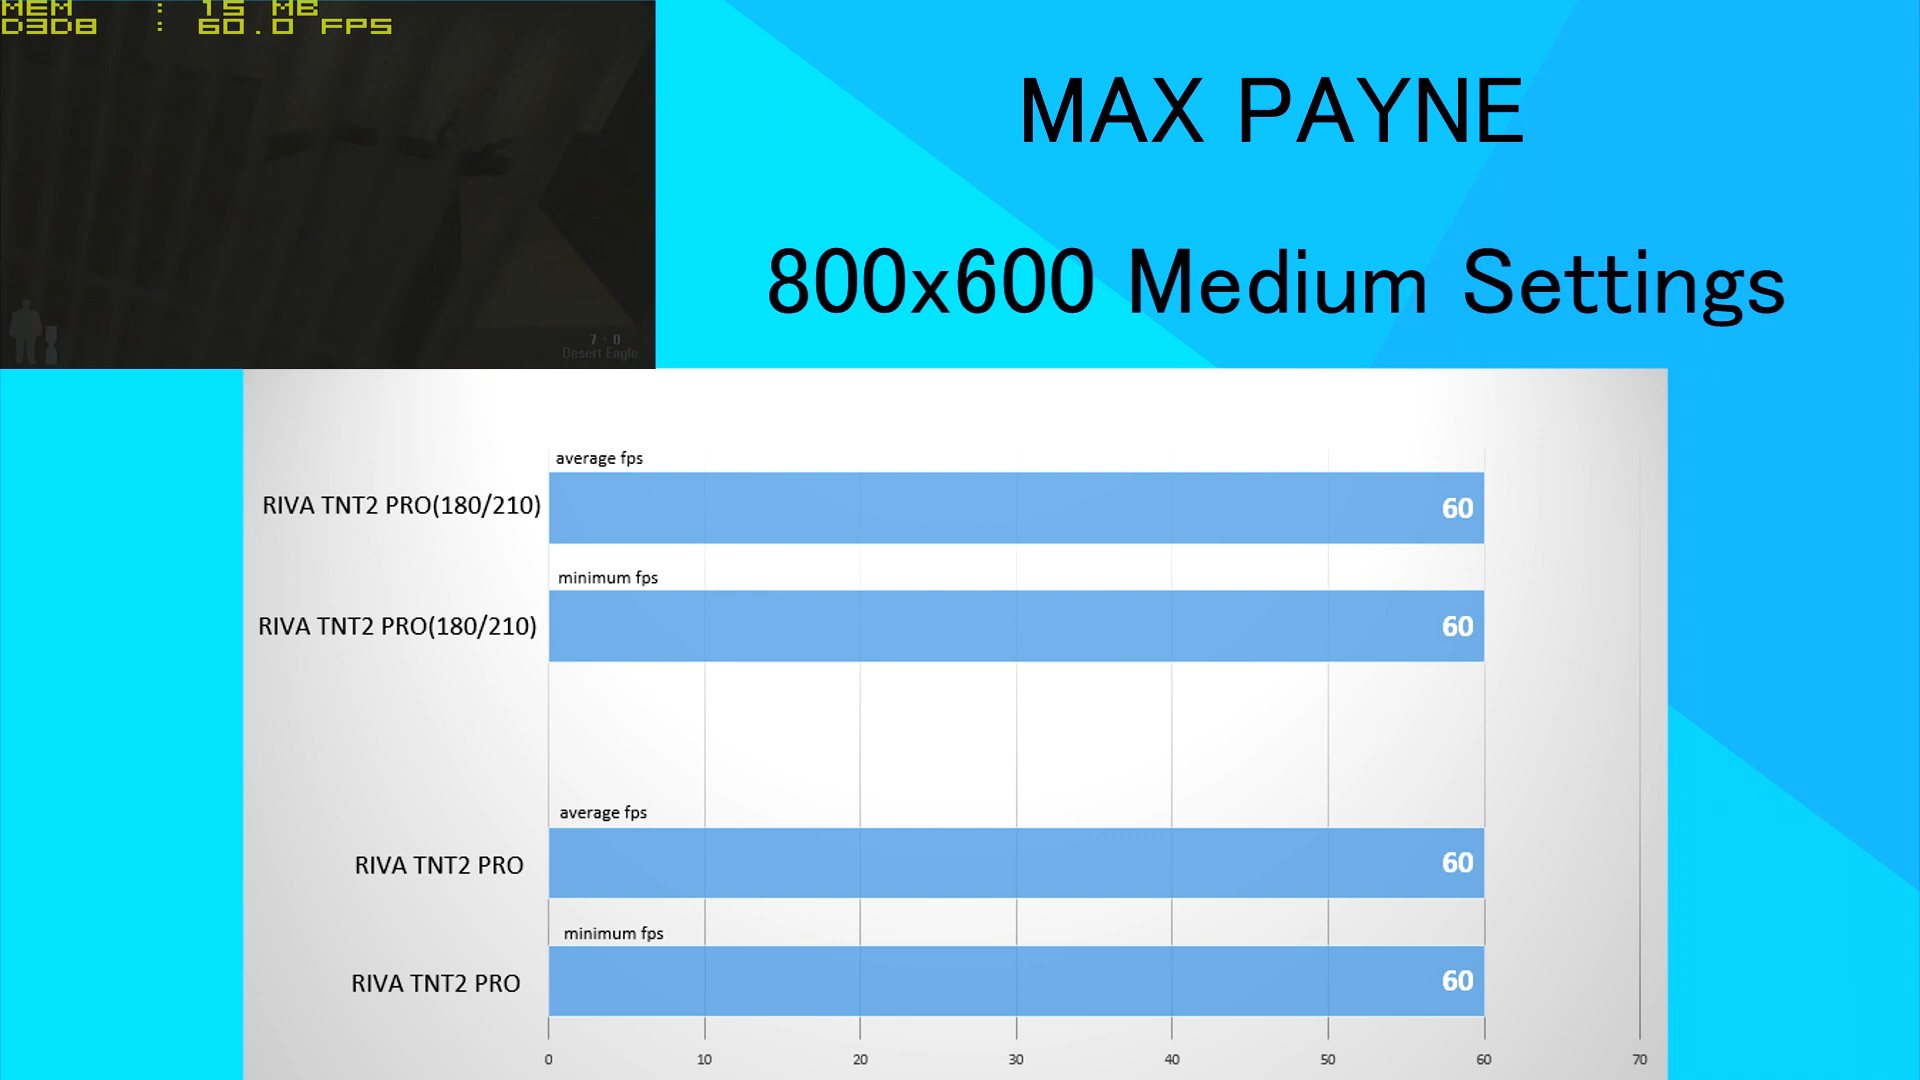 MEM : 15 MB
D3D8 : 60.0 FPS
7 + 0
Desert Eagle
MAX PAYNE
800x600 Medium Settings
average fps
RIVA TNT2 PRO(180/210)
60
minimum fps
RIVA TNT2 PRO(180/210)
60
average fps
RIVA TNT2 PRO
60
minimum fps
RIVA TNT2 PRO
60
0 10 20 30 40 50 60 70